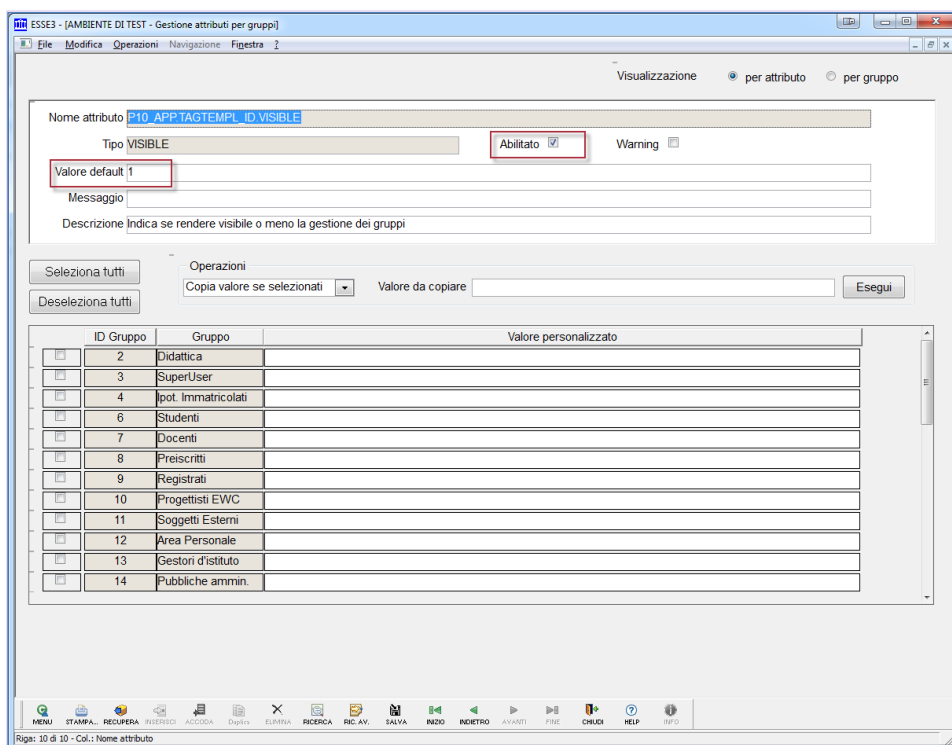 ESSE3 - [AMBIENTE DI TEST - Gestione attributi per gruppi]
File Modifica Operazioni Navigazione Finestra ?
Visualizzazione per attributo per gruppo
Nome attributo P10_APP.TAGTEMPL_ID.VISIBLE
Tipo VISIBLE Abilitato Warning
Valore default 1
Messaggio
Descrizione Indica se rendere visibile o meno la gestione dei gruppi
Seleziona tutti
Deseleziona tutti
Operazioni
Copia valore se selezionati Valore da copiare Esegui
ID Gruppo Gruppo Valore personalizzato
2 Didattica
3 SuperUser
4 Ipot. Immatricolati
6 Studenti
7 Docenti
8 Preiscritti
9 Registrati
10 Progettisti EWC
11 Soggetti Esterni
12 Area Personale
13 Gestori d'istituto
14 Pubbliche ammin.
MENU STAMPA... RECUPERA INSERISCI ACCODA Duplica ELIMINA RICERCA RIC. AV. SALVA INIZIO INDIETRO AVANTI FINE CHIUDI HELP INFO
Riga: 10 di 10 - Col.: Nome attributo